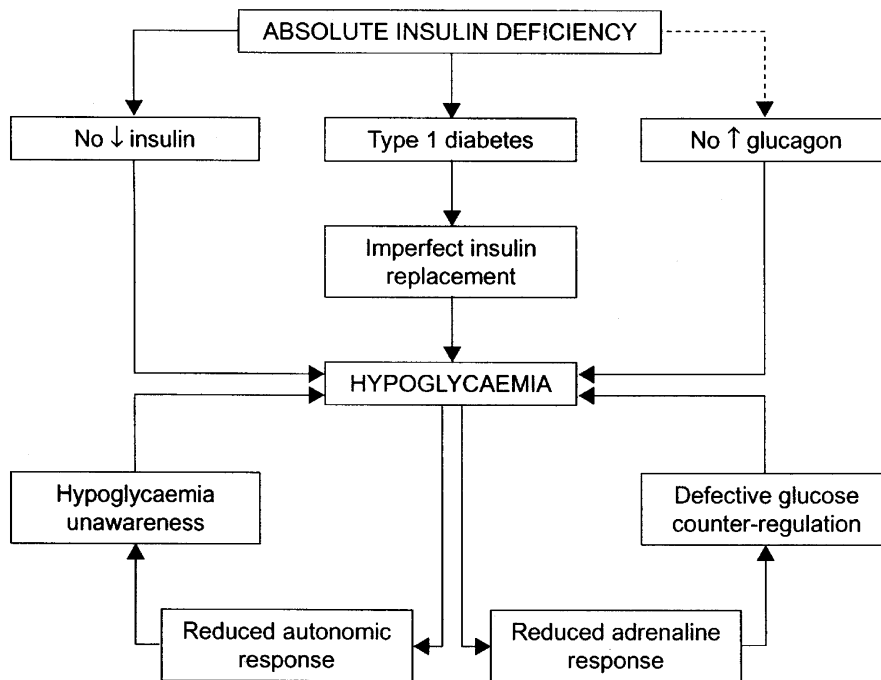 ABSOLUTE INSULIN DEFICIENCY
No ↓ insulin
Type 1 diabetes
No ↑ glucagon
Imperfect insulin
replacement
HYPOGLYCAEMIA
Hypoglycaemia
unawareness
Defective glucose
counter-regulation
Reduced autonomic
response
Reduced adrenaline
response